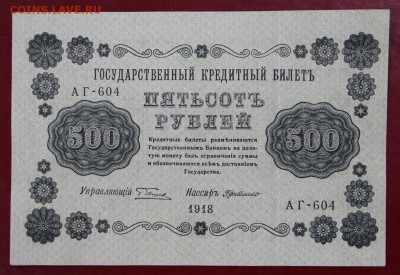 COINS.LAVE.RU
ГОСУДАРСТВЕННЫЙ КРЕДИТНЫЙ БИЛЕТЪ
АГ-604
ПЯТЬСОТЪ
РУБЛЕЙ
500
500
Кредитные билеты размѣниваются
Государственнымъ Банкомъ на золо-
тую монету безъ ограниченія суммы
и обезпечиваются всѣмъ достояніемъ
Государства.
Управляющій
Кассиръ
1918
АГ-604